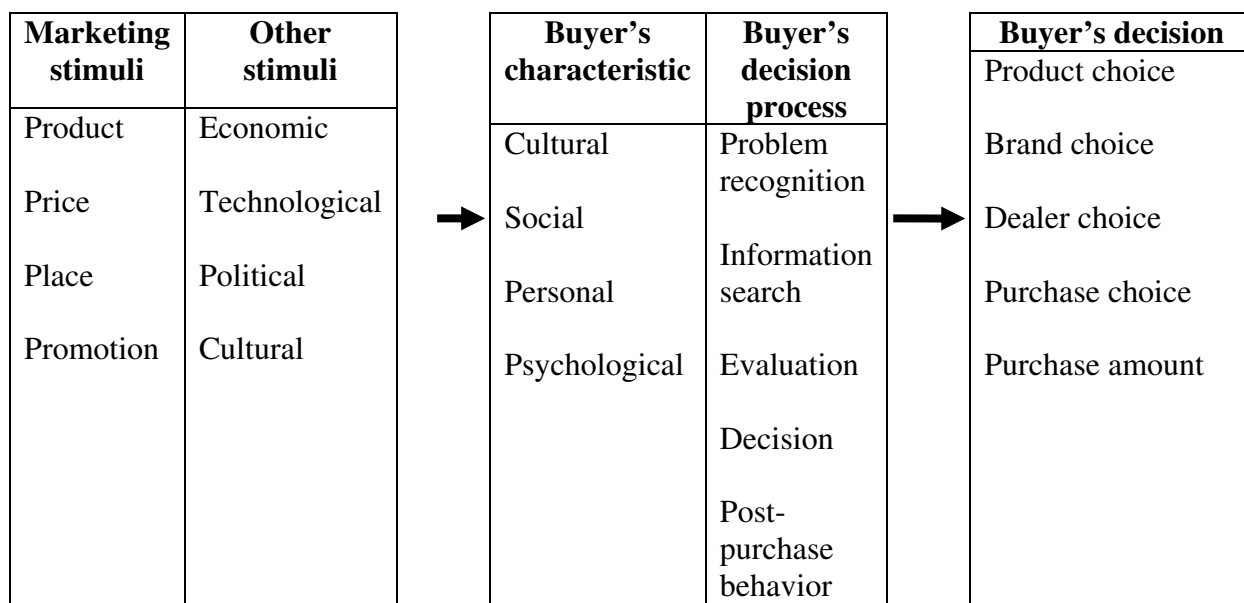 Marketing
stimuli
Other
stimuli
Product
Economic
Price
Technological
Place
Political
Promotion
Cultural
Buyer’s
characteristic
Buyer’s
decision
process
Cultural
Social
Personal
Psychological
Problem
recognition
Information
search
Evaluation
Decision
Post-
purchase
behavior
Buyer’s decision
Product choice
Brand choice
Dealer choice
Purchase choice
Purchase amount